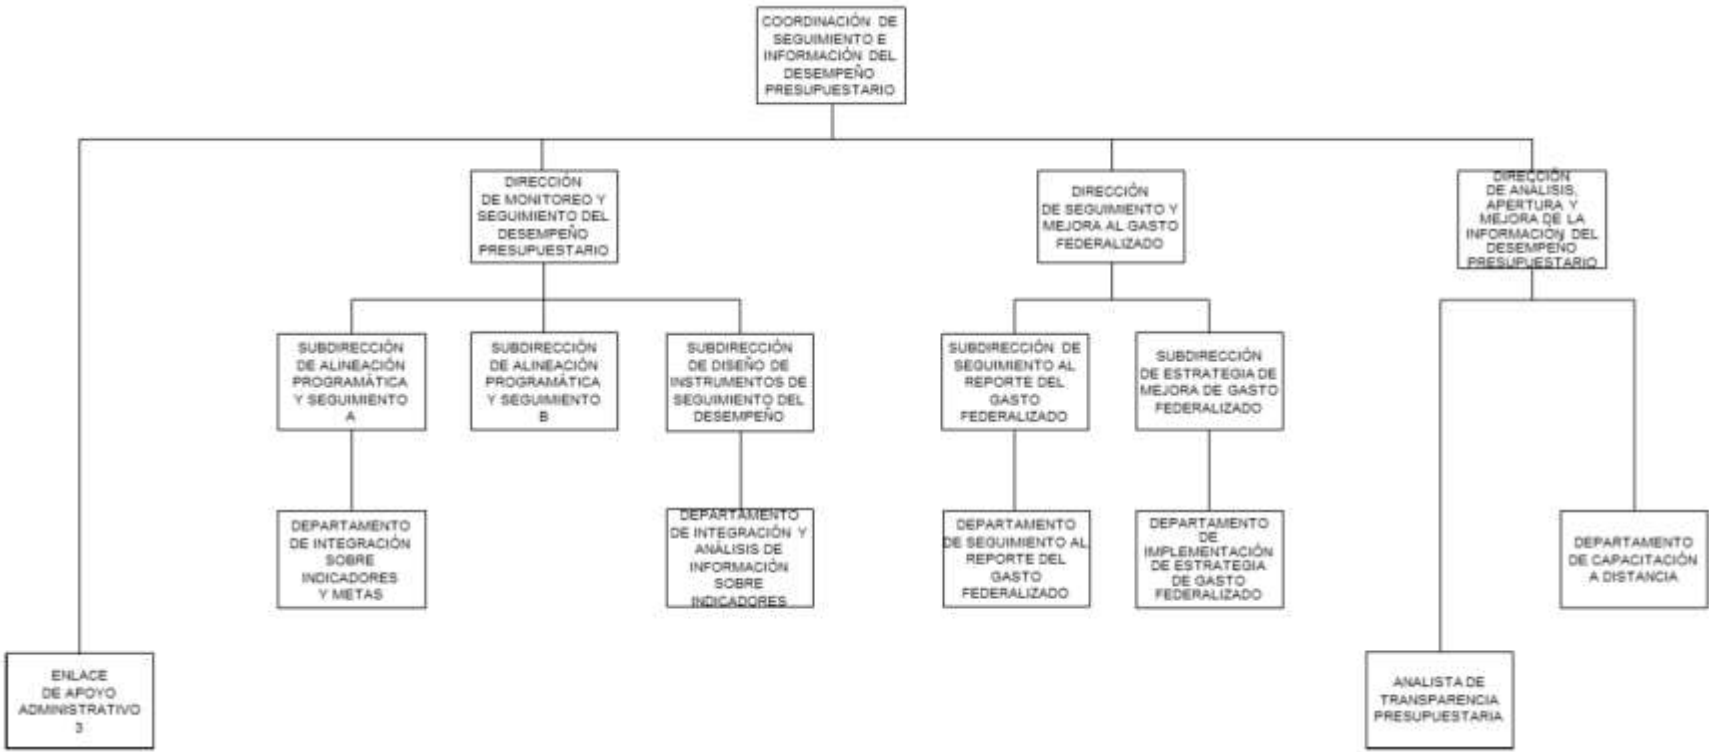 COORDINACIÓN DE
SEGUIMIENTO E
INFORMACIÓN DEL
DESEMPEÑO
PRESUPUESTARIO
DIRECCIÓN
DE MONITOREO Y
SEGUIMIENTO DEL
DESEMPEÑO
PRESUPUESTARIO
DIRECCIÓN
DE SEGUIMIENTO Y
MEJORA AL GASTO
FEDERALIZADO
DIRECCIÓN
DE ANÁLISIS,
APERTURA Y
MEJORA DE LA
INFORMACIÓN DEL
DESEMPEÑO
PRESUPUESTARIO
SUBDIRECCIÓN
DE ALINEACIÓN
PROGRAMÁTICA
Y SEGUIMIENTO
A
SUBDIRECCIÓN
DE ALINEACIÓN
PROGRAMÁTICA
Y SEGUIMIENTO
B
SUBDIRECCIÓN
DE DISEÑO DE
INSTRUMENTOS DE
SEGUIMIENTO DEL
DESEMPEÑO
SUBDIRECCIÓN DE
SEGUIMIENTO AL
REPORTE DEL
GASTO
FEDERALIZADO
SUBDIRECCIÓN
DE ESTRATEGIA DE
MEJORA DE GASTO
FEDERALIZADO
DEPARTAMENTO
DE INTEGRACIÓN
SOBRE
INDICADORES
Y METAS
DEPARTAMENTO
DE INTEGRACIÓN Y
ANÁLISIS DE
INFORMACIÓN
SOBRE
INDICADORES
DEPARTAMENTO
DE SEGUIMIENTO AL
REPORTE DEL
GASTO
FEDERALIZADO
DEPARTAMENTO
DE
IMPLEMENTACIÓN
DE ESTRATEGIA
DE GASTO
FEDERALIZADO
DEPARTAMENTO
DE CAPACITACIÓN
A DISTANCIA
ENLACE
DE APOYO
ADMINISTRATIVO
3
ANALISTA DE
TRANSPARENCIA
PRESUPUESTARIA